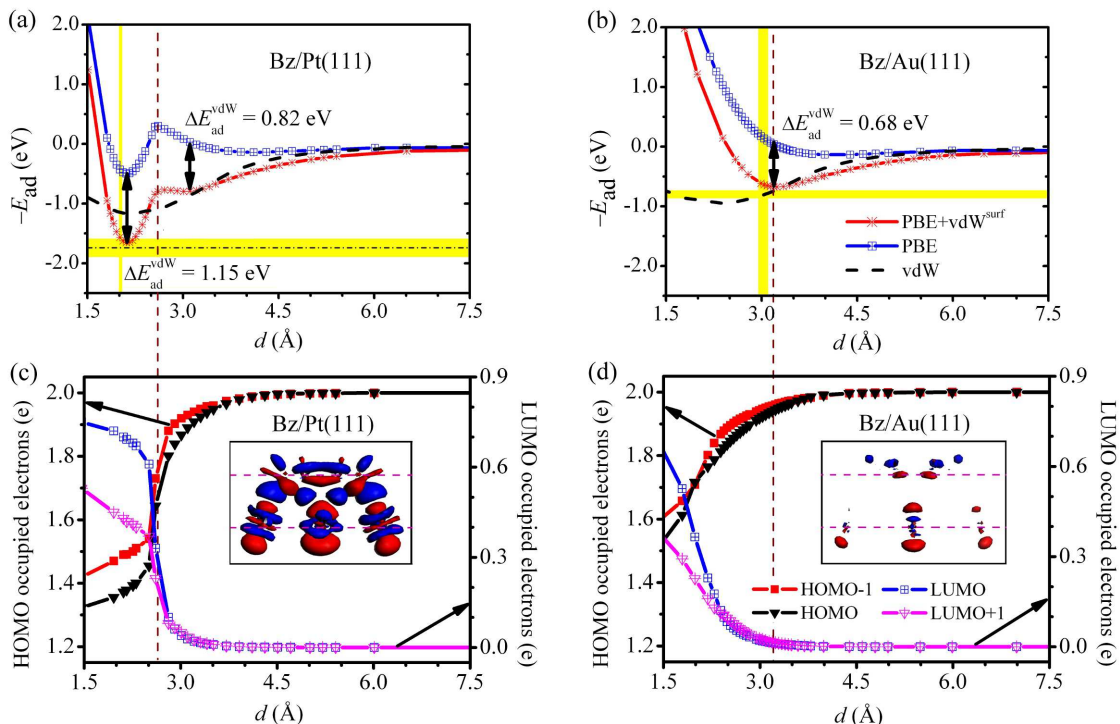 (a)
2.0
1.0
0.0
-1.0
-2.0
−E_ad (eV)
Bz/Pt(111)
ΔE_ad^vdW = 0.82 eV
ΔE_ad^vdW = 1.15 eV
1.5 3.0 4.5 6.0 7.5
d (Å)
(b)
2.0
1.0
0.0
-1.0
-2.0
−E_ad (eV)
Bz/Au(111)
ΔE_ad^vdW = 0.68 eV
PBE+vdW^surf
PBE
vdW
1.5 3.0 4.5 6.0 7.5
d (Å)
(c)
2.0
1.8
1.6
1.4
1.2
HOMO occupied electrons (e)
Bz/Pt(111)
0.9
0.6
0.3
0.0
LUMO occupied electrons (e)
1.5 3.0 4.5 6.0 7.5
d (Å)
(d)
2.0
1.8
1.6
1.4
1.2
HOMO occupied electrons (e)
Bz/Au(111)
HOMO-1 LUMO
HOMO LUMO+1
0.9
0.6
0.3
0.0
LUMO occupied electrons (e)
1.5 3.0 4.5 6.0 7.5
d (Å)